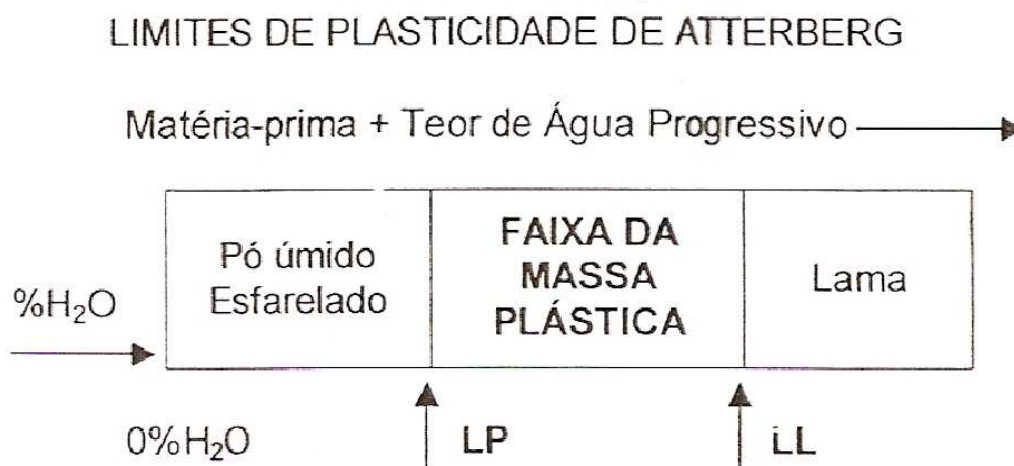 LIMITES DE PLASTICIDADE DE ATTERBERG
Matéria-prima + Teor de Água Progressivo
Pó úmido
Esfarelado
FAIXA DA
MASSA
PLÁSTICA
Lama
%H₂O
0%H₂O
LP
LL